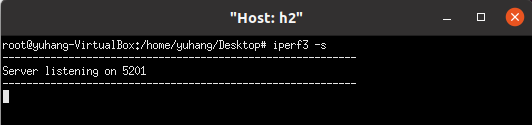 "Host: h2"
root@yuhang-VirtualBox:/home/yuhang/Desktop# iperf3 -s
-----------------------------------------------------------
Server listening on 5201
-----------------------------------------------------------